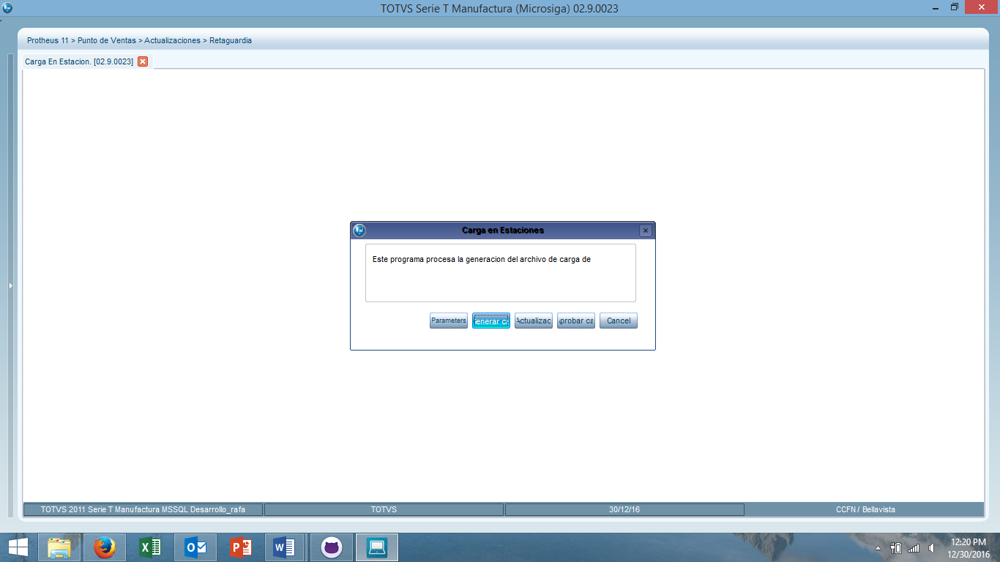 TOTVS Serie T Manufactura (Microsiga) 02.9.0023
Protheus 11 > Punto de Ventas > Actualizaciones > Retaguardia
Carga En Estacion. [02.9.0023]
Carga en Estaciones
Este programa procesa la generacion del archivo de carga de
Parameters
enerar ca
Actualizac
probar ca
Cancel
TOTVS 2011 Serie T Manufactura MSSQL Desarrollo_rafa
TOTVS
30/12/16
CCFN / Bellavista
12:20 PM
12/30/2016